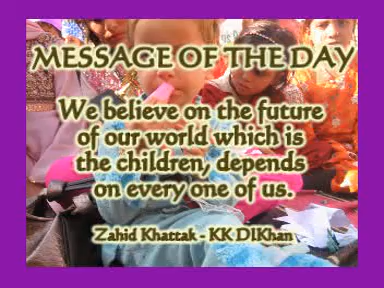 MESSAGE OF THE DAY
We believe on the future
of our world which is
the children, depends
on every one of us.
Zahid Khattak - KK DIKhan